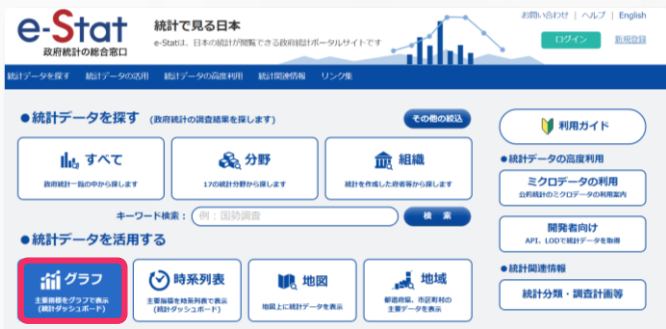 お問い合わせ | ヘルプ | English
e-Stat
政府統計の総合窓口
統計で見る日本
e-Statは、日本の統計が閲覧できる政府統計ポータルサイトです
ログイン
新規登録
統計データを探す 統計データの活用 統計データの高度利用 統計関連情報 リンク集
●統計データを探す (政府統計の調査結果を探します)
その他の絞込
すべて
政府統計一覧の中から探します
分野
17の統計分野から探します
組織
統計を作成した府省等から探します
キーワード検索:
例:国勢調査
検 索
●統計データを活用する
グラフ
主要指標をグラフで表示
(統計ダッシュボード)
時系列表
主要指標を時系列表で表示
(統計ダッシュボード)
地図
地図上に統計データを表示
地域
都道府県、市区町村の
主要データを表示
利用ガイド
●統計データの高度利用
ミクロデータの利用
公的統計のミクロデータの利用案内
開発者向け
API、LODで統計データを取得
●統計関連情報
統計分類・調査計画等